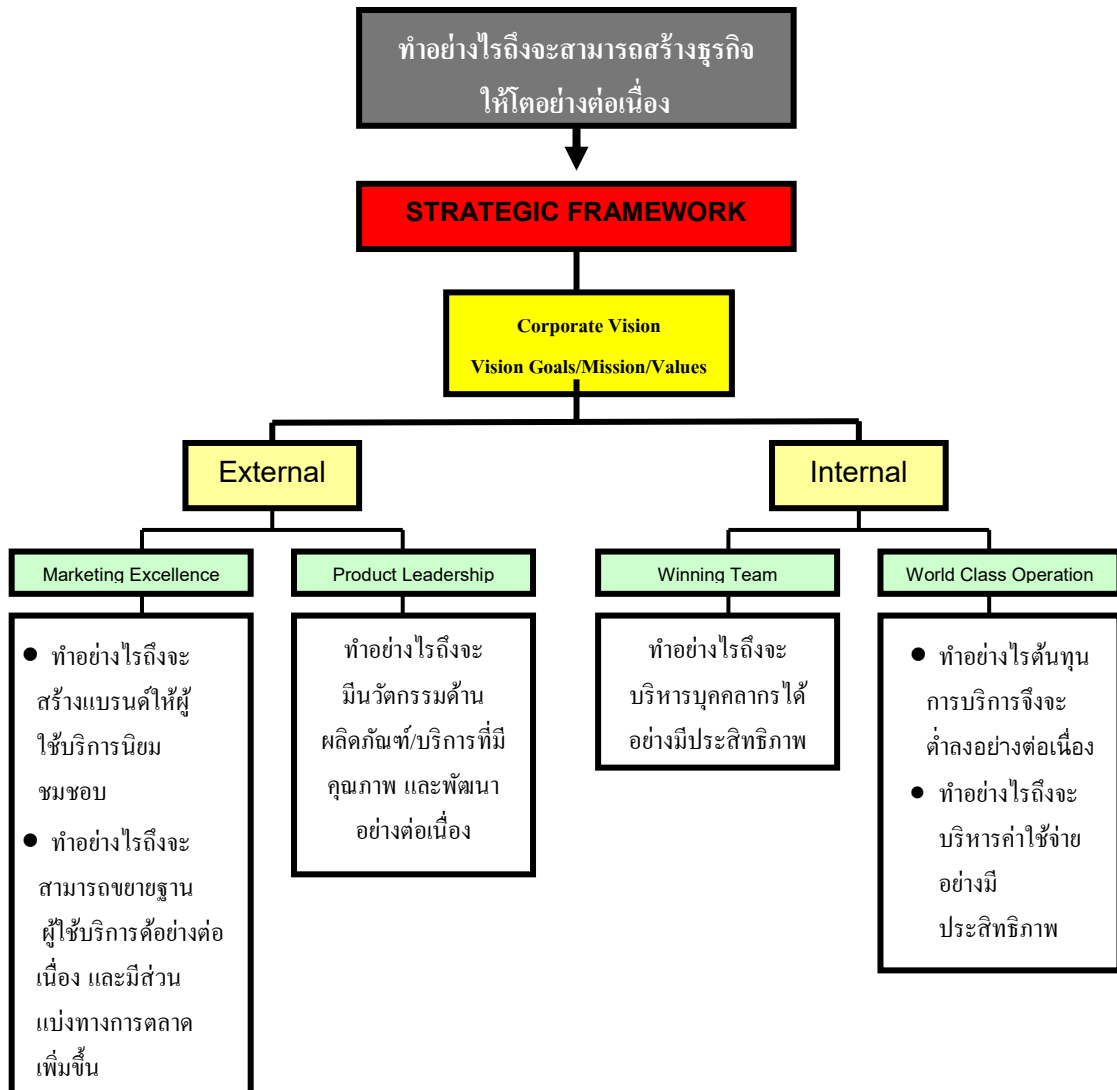 ทำอย่างไรถึงจะสามารถสร้างธุรกิจ
ให้โตอย่างต่อเนื่อง
STRATEGIC FRAMEWORK
Corporate Vision
Vision Goals/Mission/Values
External
Internal
Marketing Excellence
Product Leadership
Winning Team
World Class Operation
● ทำอย่างไรถึงจะ
สร้างแบรนด์ให้ผู้
ใช้บริการนิยม
ชมชอบ
● ทำอย่างไรถึงจะ
สามารถขยายฐาน
ผู้ใช้บริการค้อย่างต่อ
เนื่อง และมีส่วน
แบ่งทางการตลาด
เพิ่มขึ้น
ทำอย่างไรถึงจะ
มีนวัตกรรมด้าน
ผลิตภัณฑ์/บริการที่มี
คุณภาพ และพัฒนา
อย่างต่อเนื่อง
ทำอย่างไรถึงจะ
บริหารบุคคลากรได้
อย่างมีประสิทธิภาพ
● ทำอย่างไรต้นทุน
การบริการจึงจะ
ต่ำลงอย่างต่อเนื่อง
● ทำอย่างไรถึงจะ
บริหารค่าใช้จ่าย
อย่างมี
ประสิทธิภาพ